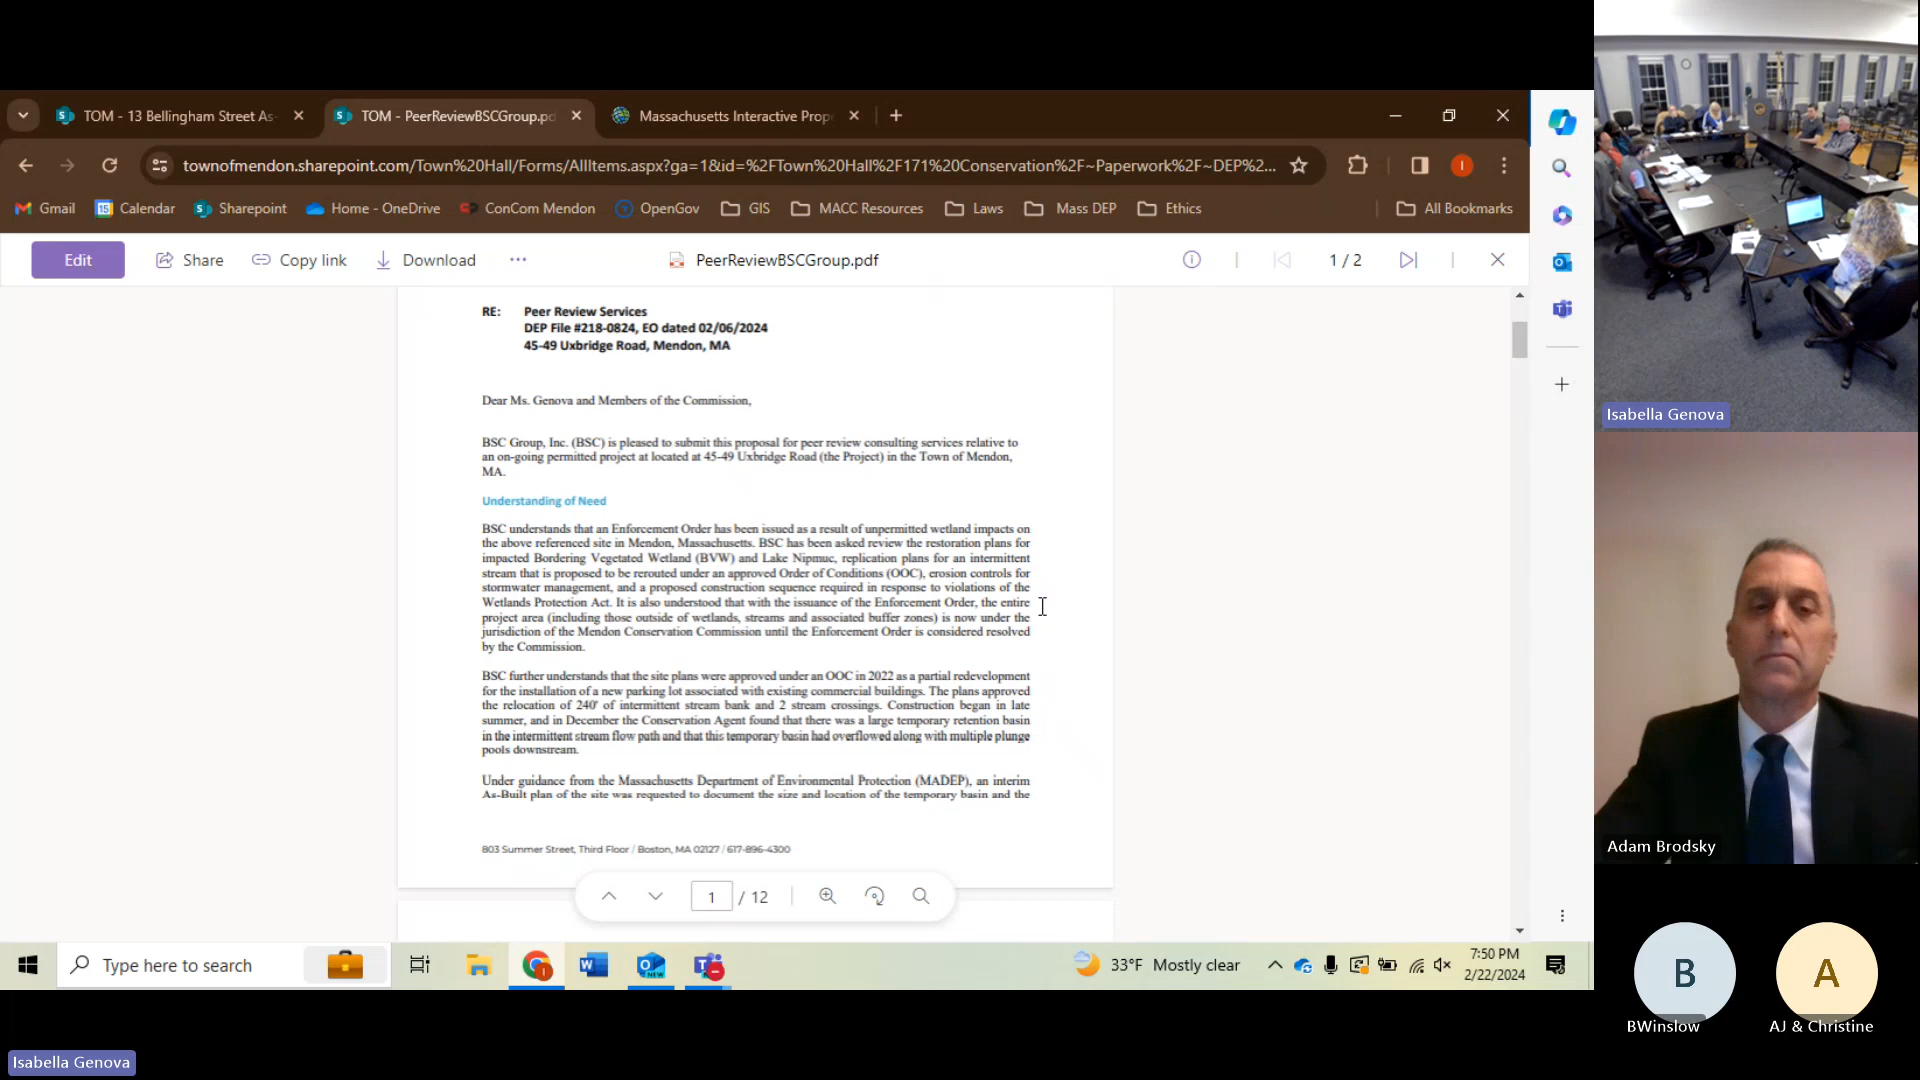 TOM - 13 Bellingham Street As-
TOM - PeerReviewBSCGroup.pd
Massachusetts Interactive Prope
townofmendon.sharepoint.com/Town%20Hall/Forms/AllItems.aspx?ga=1&id=%2FTown%20Hall%2F171%20Conservation%2F~Paperwork%2F~DEP%2...
I
Gmail
Calendar
Sharepoint
Home - OneDrive
ConCom Mendon
OpenGov
GIS
MACC Resources
Laws
Mass DEP
Ethics
All Bookmarks
Edit
Share
Copy link
Download
PeerReviewBSCGroup.pdf
1 / 2
RE: Peer Review Services
DEP File #218-0824, EO dated 02/06/2024
45-49 Uxbridge Road, Mendon, MA
Dear Ms. Genova and Members of the Commission,
BSC Group, Inc. (BSC) is pleased to submit this proposal for peer review consulting services relative to
an on-going permitted project at located at 45-49 Uxbridge Road (the Project) in the Town of Mendon,
MA.
Understanding of Need
BSC understands that an Enforcement Order has been issued as a result of unpermitted wetland impacts on
the above referenced site in Mendon, Massachusetts. BSC has been asked review the restoration plans for
impacted Bordering Vegetated Wetland (BVW) and Lake Nipmuc, replication plans for an intermittent
stream that is proposed to be rerouted under an approved Order of Conditions (OOC), erosion controls for
stormwater management, and a proposed construction sequence required in response to violations of the
Wetlands Protection Act. It is also understood that with the issuance of the Enforcement Order, the entire
project area (including those outside of wetlands, streams and associated buffer zones) is now under the
jurisdiction of the Mendon Conservation Commission until the Enforcement Order is considered resolved
by the Commission.
BSC further understands that the site plans were approved under an OOC in 2022 as a partial redevelopment
for the installation of a new parking lot associated with existing commercial buildings. The plans approved
the relocation of 240' of intermittent stream bank and 2 stream crossings. Construction began in late
summer, and in December the Conservation Agent found that there was a large temporary retention basin
in the intermittent stream flow path and that this temporary basin had overflowed along with multiple plunge
pools downstream.
Under guidance from the Massachusetts Department of Environmental Protection (MADEP), an interim
As-Built plan of the site was requested to document the size and location of the temporary basin and the
803 Summer Street, Third Floor / Boston, MA 02127 / 617-896-4300
1 / 12
Type here to search
33°F Mostly clear
7:50 PM
2/22/2024
Isabella Genova
Isabella Genova
Adam Brodsky
B
BWinslow
A
AJ & Christine